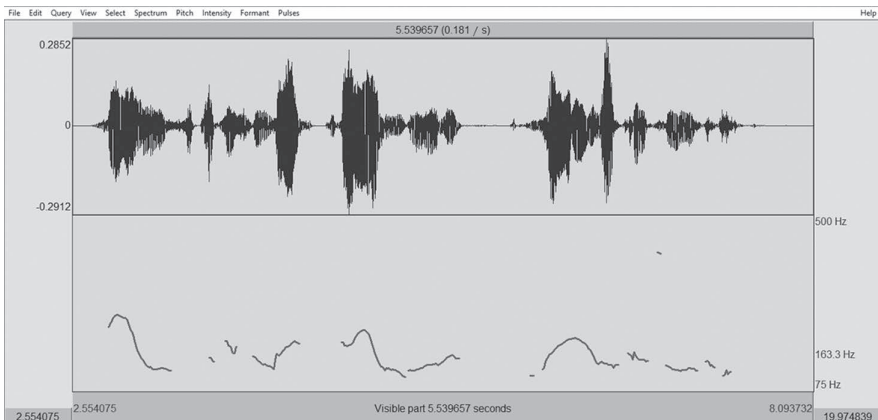 File Edit Query View Select Spectrum Pitch Intensity Formant Pulses Help
5.539657 (0.181 / s)
0.2852
0
-0.2912
500 Hz
163.3 Hz
75 Hz
2.554075 Visible part 5.539657 seconds 8.093732
2.554075 19.974839